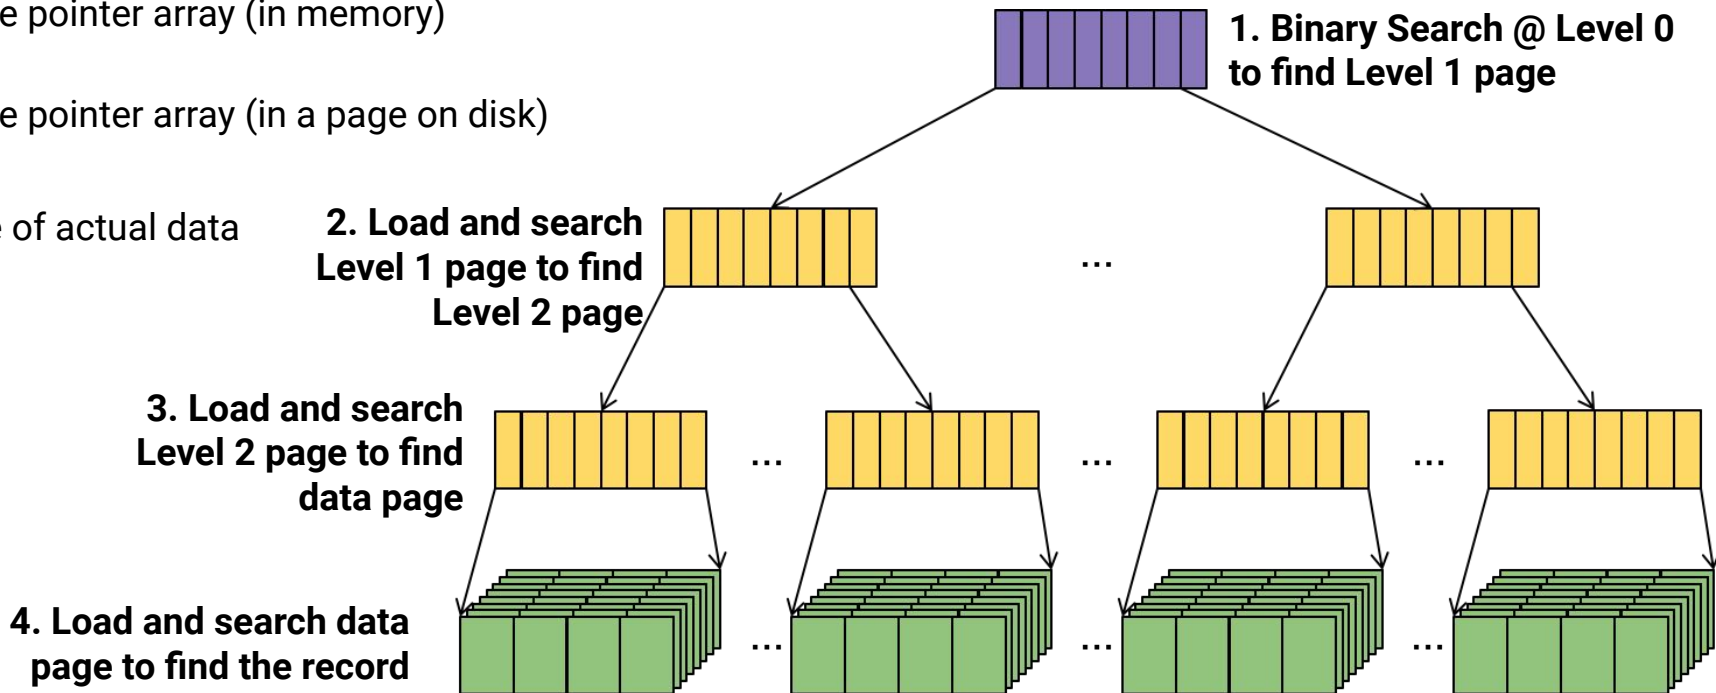 e pointer array (in memory)
e pointer array (in a page on disk)
of actual data
1. Binary Search @ Level 0
to find Level 1 page
2. Load and search
Level 1 page to find
Level 2 page
...
3. Load and search
Level 2 page to find
data page
...
...
...
4. Load and search data
page to find the record
...
...
...